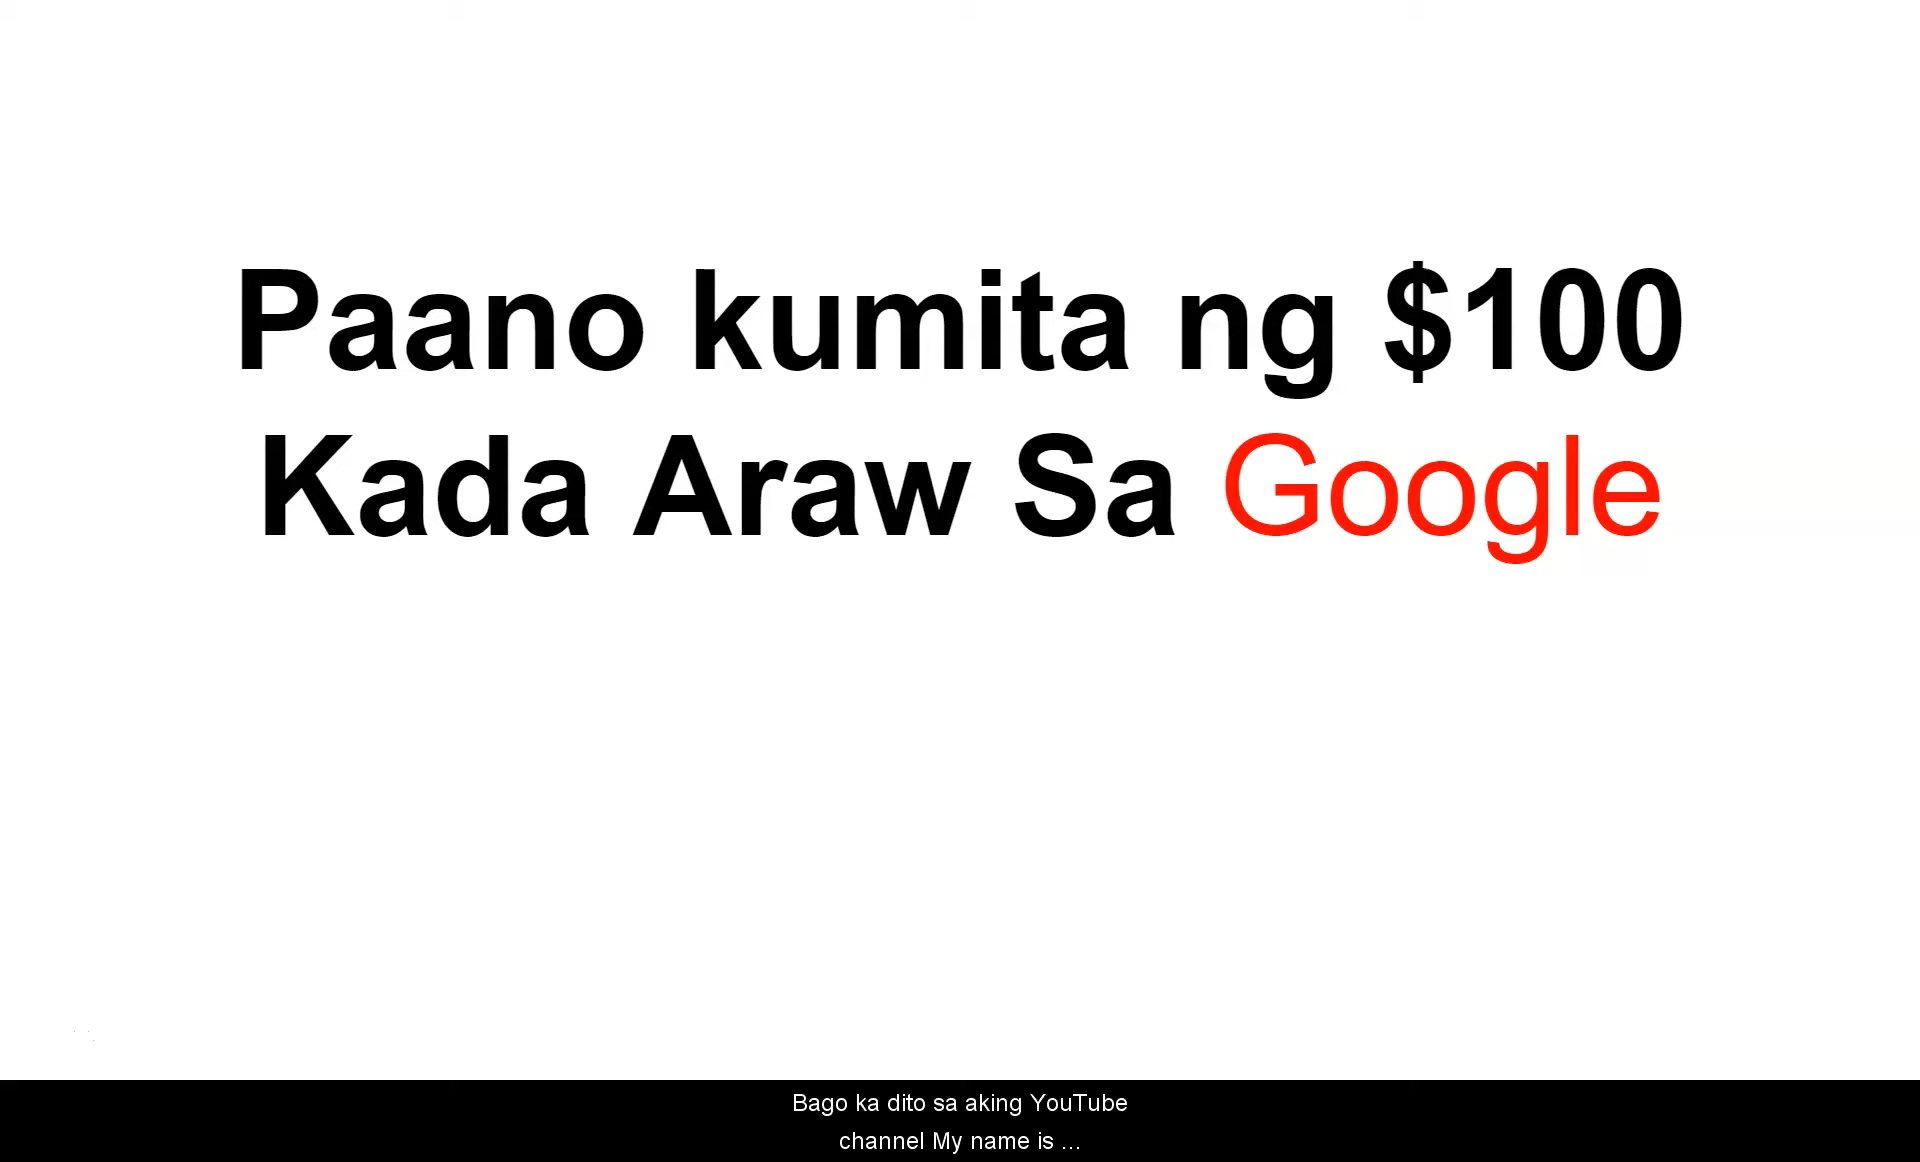 Paano kumita ng $100
Kada Araw Sa Google
Bago ka dito sa aking YouTube
channel My name is ...